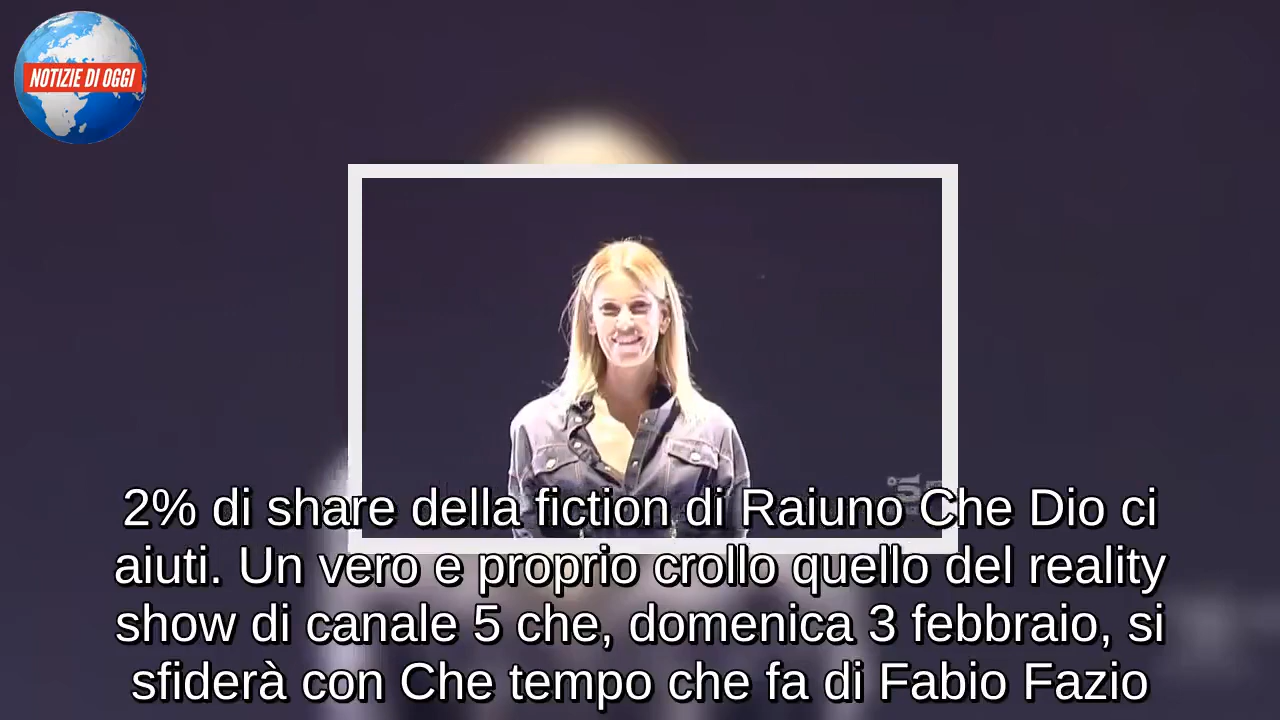 NOTIZIE DI OGGI
2% di share della fiction di Raiuno Che Dio ci
aiuti. Un vero e proprio crollo quello del reality
show di canale 5 che, domenica 3 febbraio, si
sfiderà con Che tempo che fa di Fabio Fazio